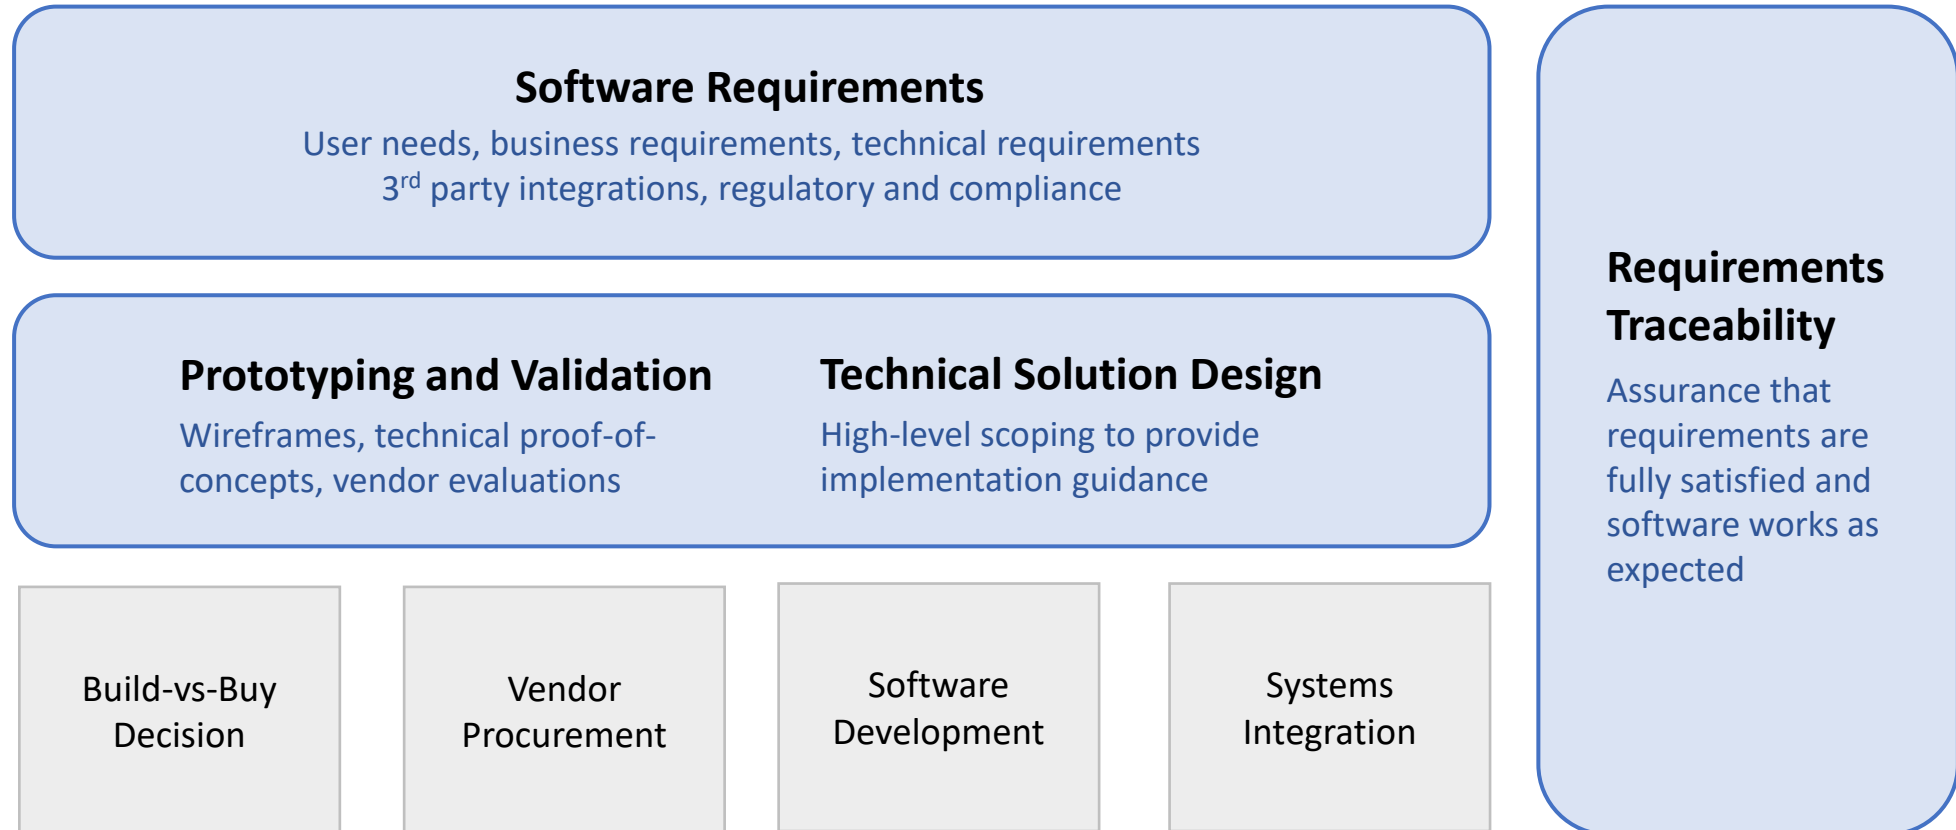 Software Requirements
User needs, business requirements, technical requirements
3rd party integrations, regulatory and compliance
Prototyping and Validation
Wireframes, technical proof-of-
concepts, vendor evaluations
Technical Solution Design
High-level scoping to provide
implementation guidance
Build-vs-Buy
Decision
Vendor
Procurement
Software
Development
Systems
Integration
Requirements
Traceability
Assurance that
requirements are
fully satisfied and
software works as
expected